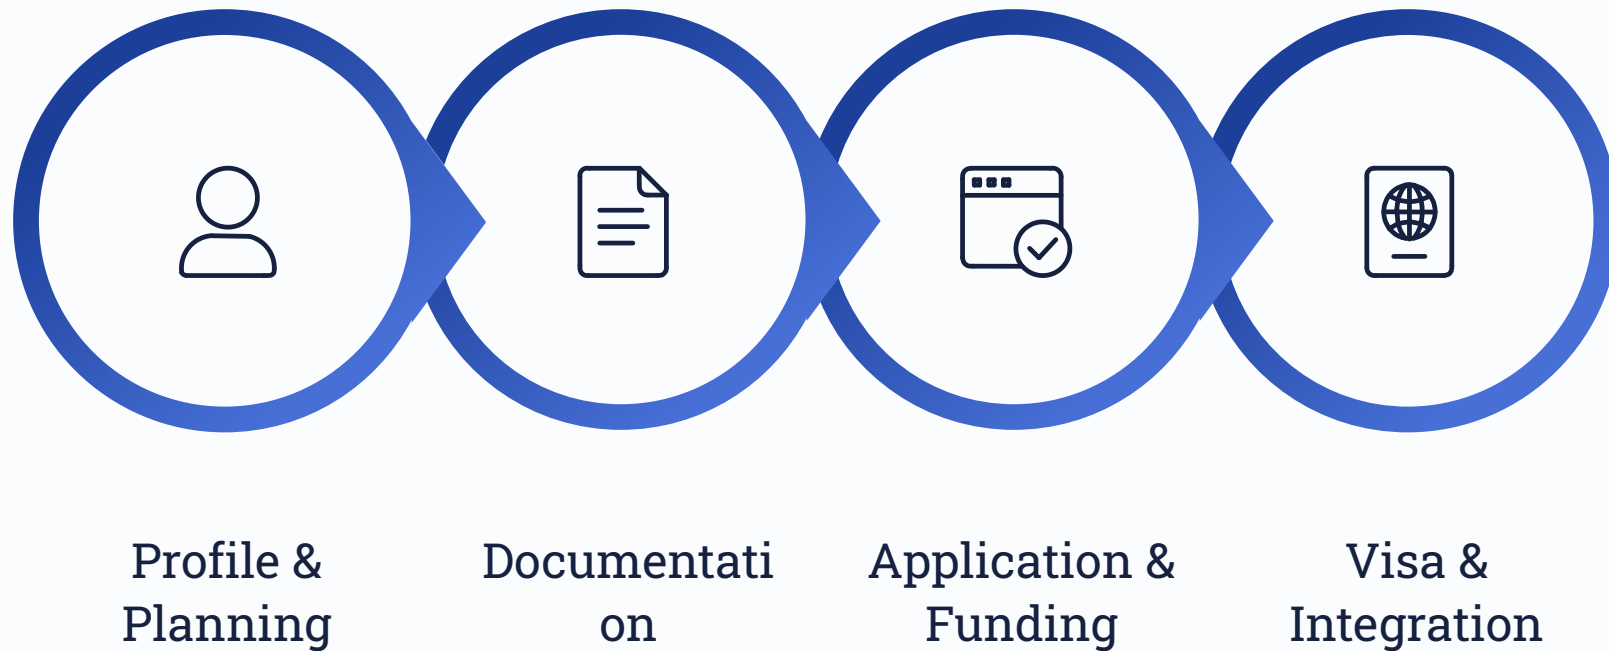 Profile &
Planning
Documentati
on
Application &
Funding
Visa &
Integration